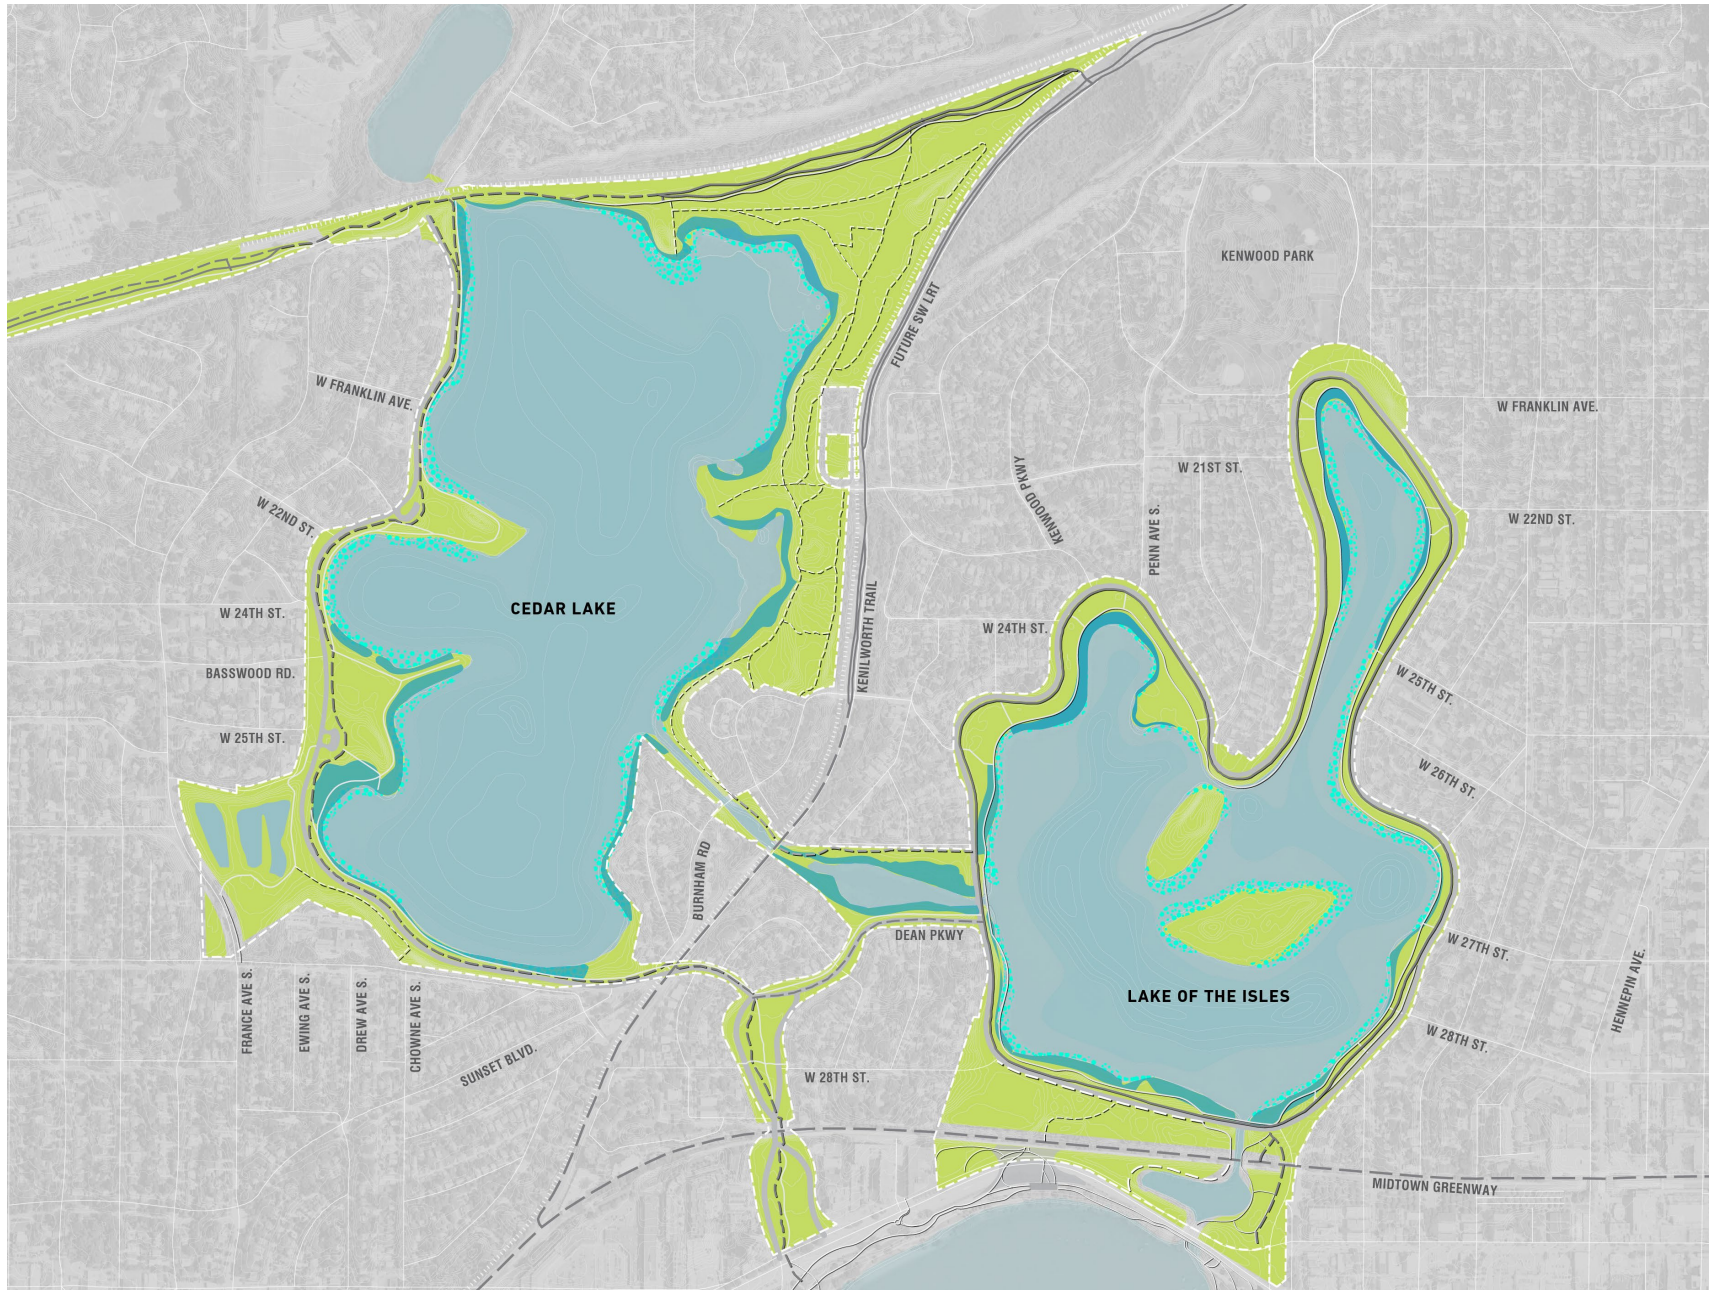 KENWOOD PARK
FUTURE SW LRT
W FRANKLIN AVE.
W FRANKLIN AVE.
W 21ST ST.
KENWOOD PKWY
W 22ND ST.
W 22ND ST.
PENN AVE S.
CEDAR LAKE
W 24TH ST.
KENILWORTH TRAIL
W 24TH ST.
BASSWOOD RD.
W 25TH ST.
W 25TH ST.
W 26TH ST.
BURNHAM RD
DEAN PKWY
W 27TH ST.
HENNEPIN AVE.
LAKE OF THE ISLES
FRANCE AVE S.
EWING AVE S.
DREW AVE S.
CHOWNE AVE S.
SUNSET BLVD.
W 28TH ST.
W 28TH ST.
MIDTOWN GREENWAY